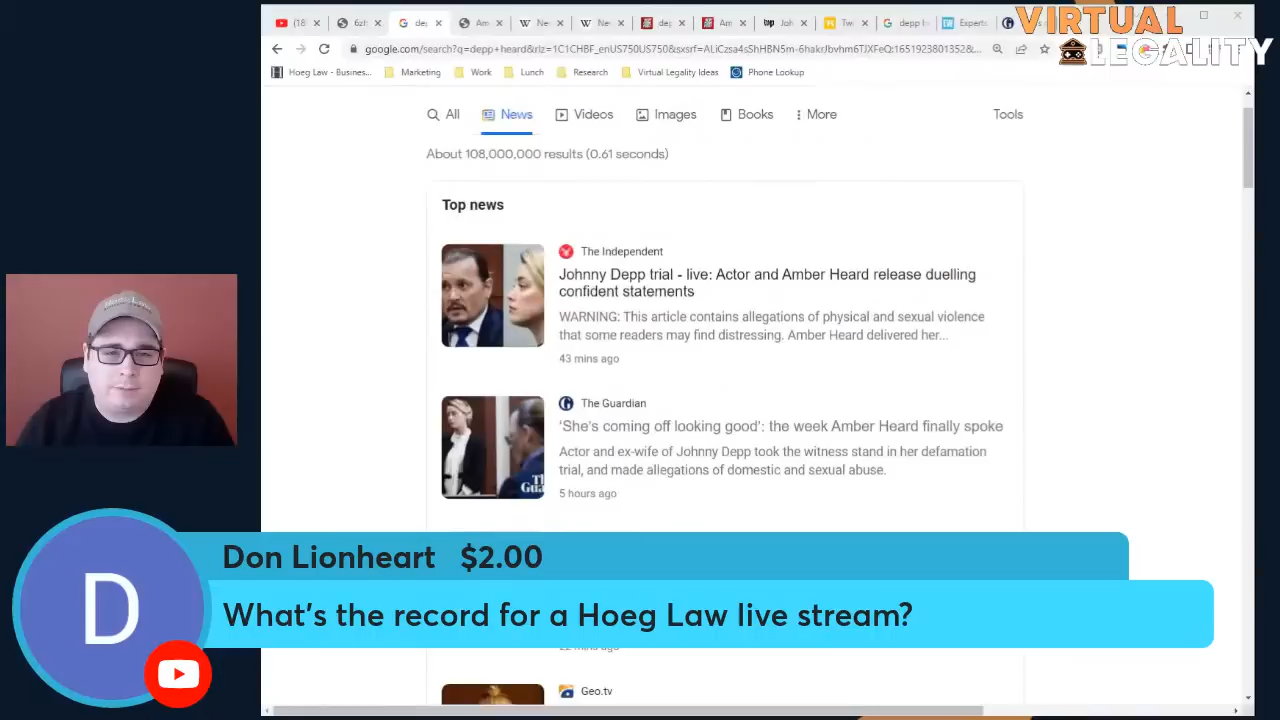 VIRTUAL
LEGALITY
google.com/search?q=depp+heard&rlz=1C1CHBF_enUS750US750&sxsrf=ALiCzsa4sShHBN5m-6hakrJbvhm6TJXFeQ:1651923801352&...
Hoeg Law - Busines...
Marketing
Work
Lunch
Research
Virtual Legality Ideas
Phone Lookup
All
News
Videos
Images
Books
More
Tools
About 108,000,000 results (0.61 seconds)
Top news
The Independent
Johnny Depp trial - live: Actor and Amber Heard release duelling
confident statements
WARNING: This article contains allegations of physical and sexual violence
that some readers may find distressing. Amber Heard delivered her...
43 mins ago
The Guardian
‘She's coming off looking good’: the week Amber Heard finally spoke
Actor and ex-wife of Johnny Depp took the witness stand in her defamation
trial, and made allegations of domestic and sexual abuse.
5 hours ago
D
Don Lionheart $2.00
What's the record for a Hoeg Law live stream?
Geo.tv